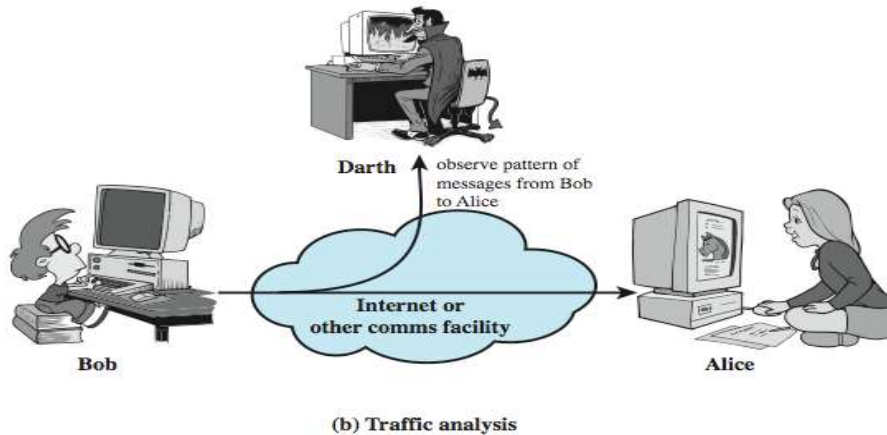 Darth
observe pattern of
messages from Bob
to Alice
Internet or
other comms facility
Bob
Alice
(b) Traffic analysis